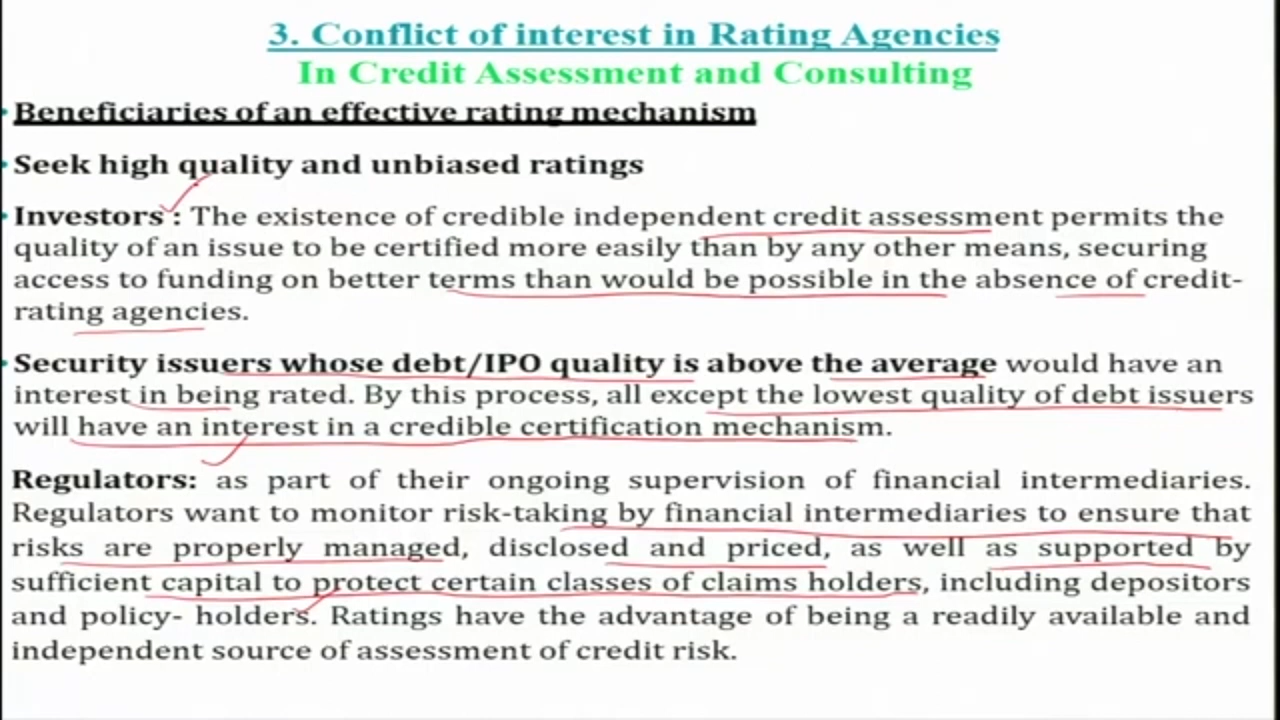 3. Conflict of interest in Rating Agencies
In Credit Assessment and Consulting
• Beneficiaries of an effective rating mechanism
• Seek high quality and unbiased ratings
• Investors : The existence of credible independent credit assessment permits the
quality of an issue to be certified more easily than by any other means, securing
access to funding on better terms than would be possible in the absence of credit-
rating agencies.
• Security issuers whose debt/IPO quality is above the average would have an
interest in being rated. By this process, all except the lowest quality of debt issuers
will have an interest in a credible certification mechanism.
Regulators: as part of their ongoing supervision of financial intermediaries.
Regulators want to monitor risk-taking by financial intermediaries to ensure that
risks are properly managed, disclosed and priced, as well as supported by
sufficient capital to protect certain classes of claims holders, including depositors
and policy- holders. Ratings have the advantage of being a readily available and
independent source of assessment of credit risk.